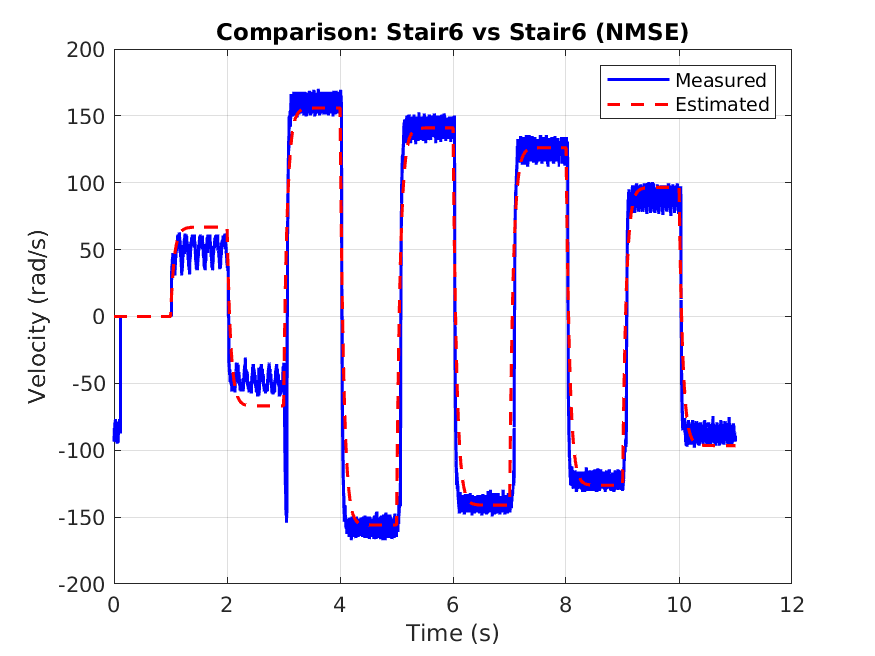 Comparison: Stair6 vs Stair6 (NMSE)
Measured
Estimated
Velocity (rad/s)
200
150
100
50
0
-50
-100
-150
-200
0 2 4 6 8 10 12
Time (s)